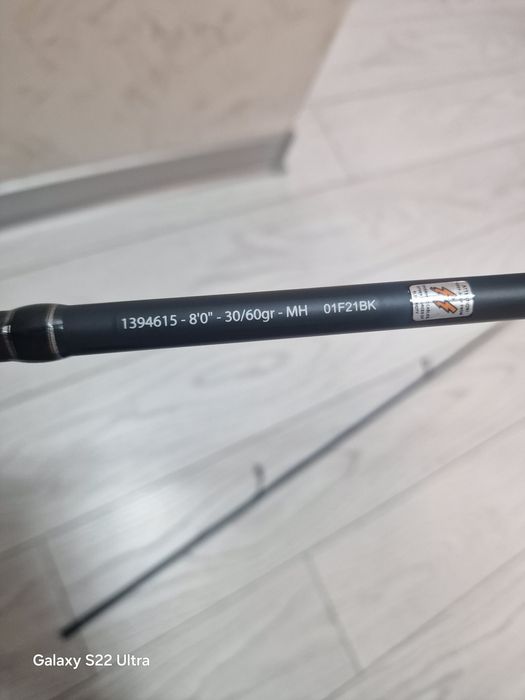 1394615 - 8'0" - 30/60gr - MH 01F21BK
Galaxy S22 Ultra